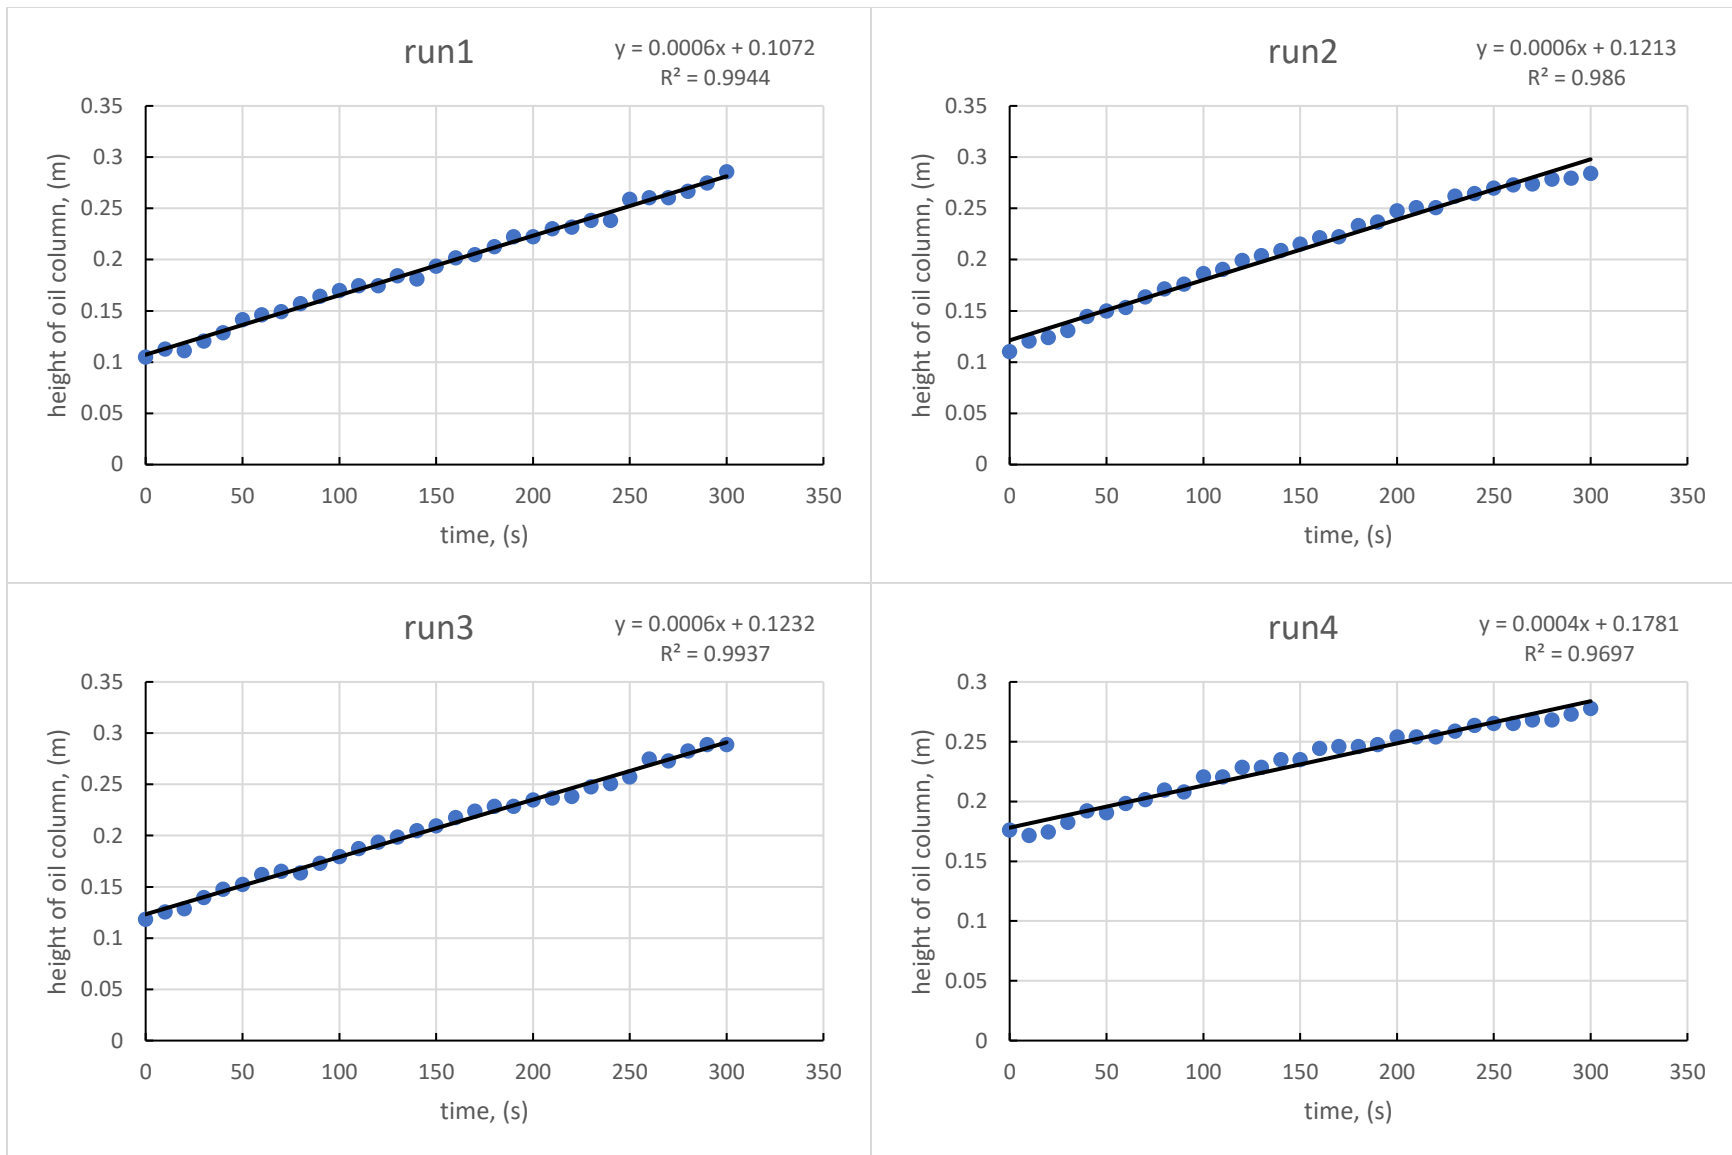 run1
y = 0.0006x + 0.1072
R² = 0.9944
height of oil column, (m)
0.35
0.3
0.25
0.2
0.15
0.1
0.05
0
0 50 100 150 200 250 300 350
time, (s)
run2
y = 0.0006x + 0.1213
R² = 0.986
height of oil column, (m)
0.35
0.3
0.25
0.2
0.15
0.1
0.05
0
0 50 100 150 200 250 300 350
time, (s)
run3
y = 0.0006x + 0.1232
R² = 0.9937
height of oil column, (m)
0.35
0.3
0.25
0.2
0.15
0.1
0.05
0
0 50 100 150 200 250 300 350
time, (s)
run4
y = 0.0004x + 0.1781
R² = 0.9697
height of oil column, (m)
0.3
0.25
0.2
0.15
0.1
0.05
0
0 50 100 150 200 250 300 350
time, (s)